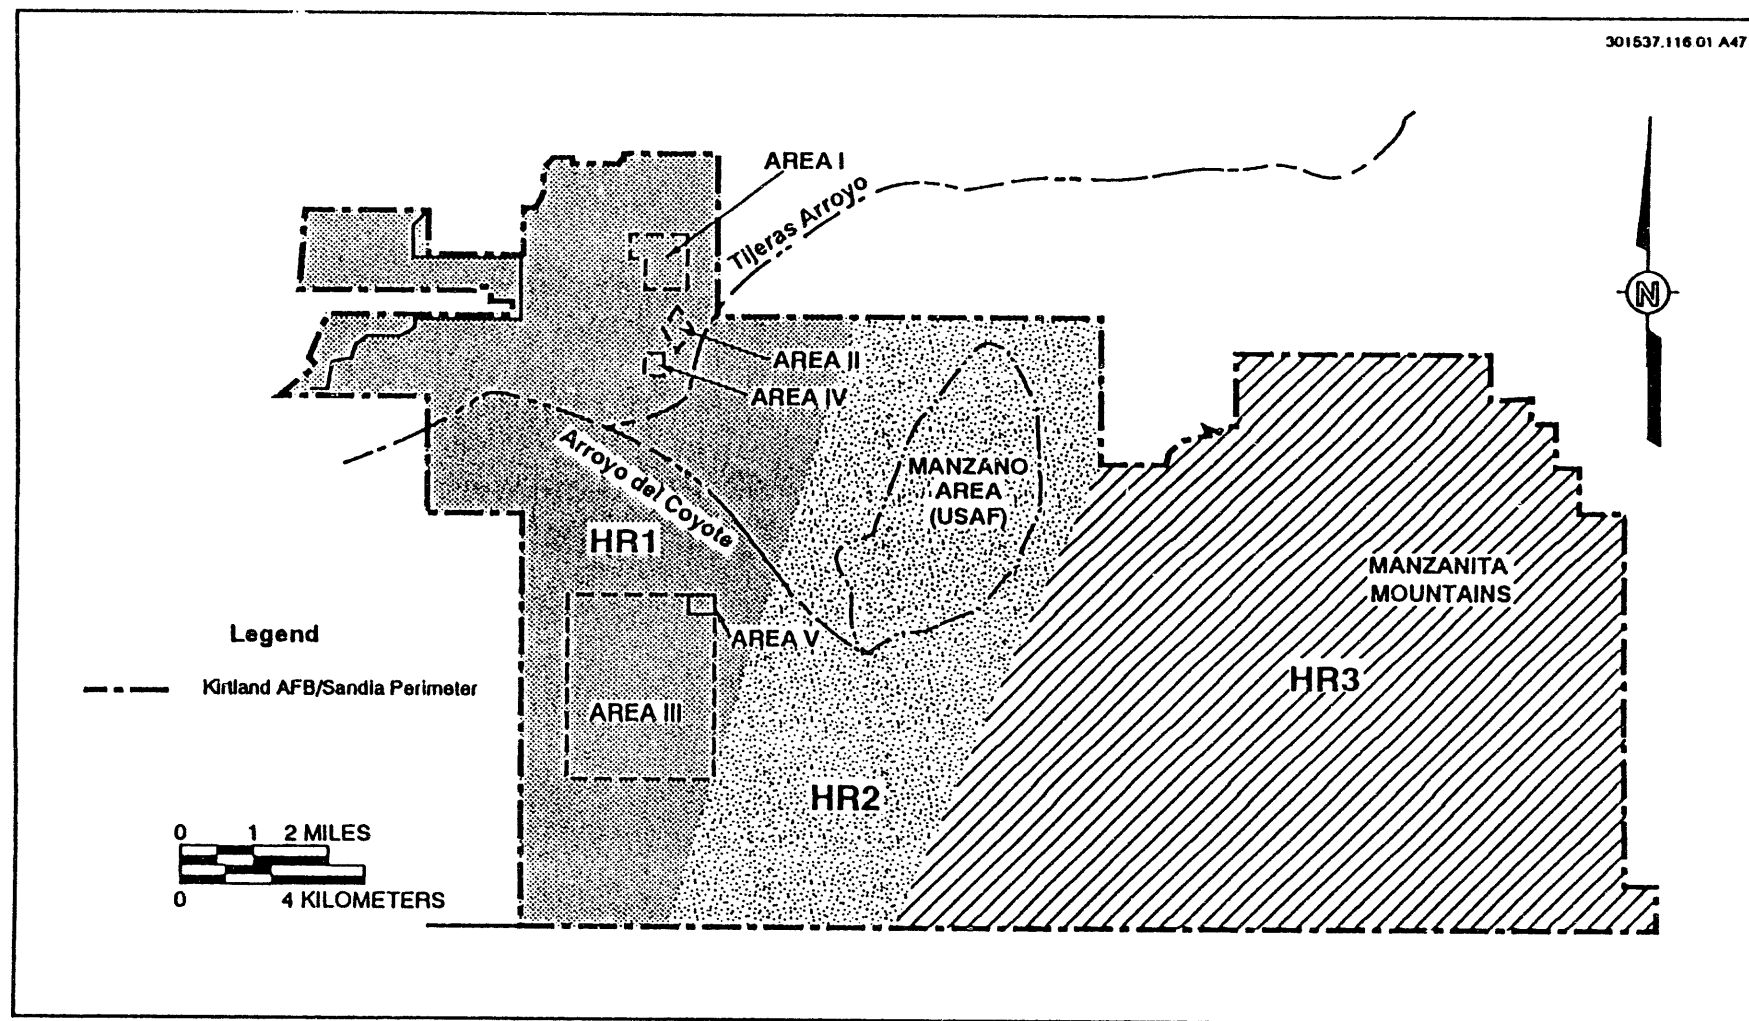 301537.116.01 A47
AREA I
Tijeras Arroyo
N
AREA II
AREA IV
Arroyo del Coyote
MANZANO
AREA
(USAF)
HR1
MANZANITA
MOUNTAINS
AREA V
Legend
Kirtland AFB/Sandia Perimeter
HR3
AREA III
HR2
0 1 2 MILES
0 4 KILOMETERS